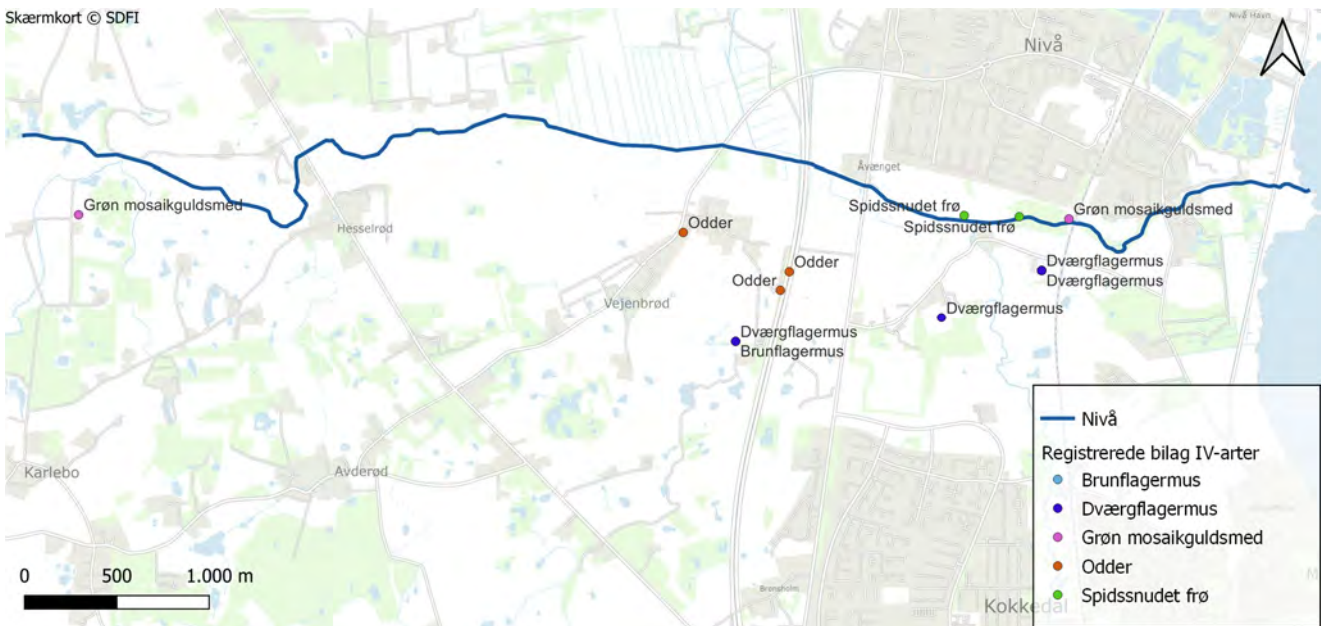 Skærmkort © SDFI
Nivå Havn
Nivå
Åvænget
Grøn mosaikguldsmed
Hesselrød
Spidssnudet frø
Grøn mosaikguldsmed
Spidssnudet frø
Odder
Odder
Dværgflagermus
Dværgflagermus
Odder
Vejenbrød
Dværgflagermus
Dværgflagermus
Brunflagermus
Karlebo
Avderød
Brønsholm
Kokkedal
Nivå
Registrerede bilag IV-arter
Brunflagermus
Dværgflagermus
Grøn mosaikguldsmed
Odder
Spidssnudet frø
0 500 1.000 m